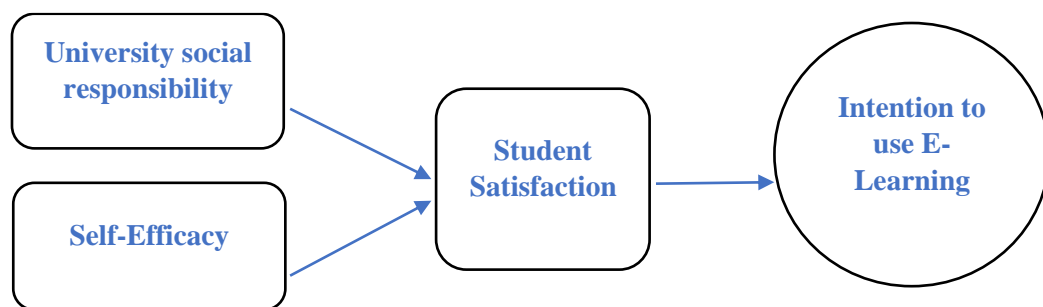 University social
responsibility
Self-Efficacy
Student
Satisfaction
Intention to
use E-
Learning